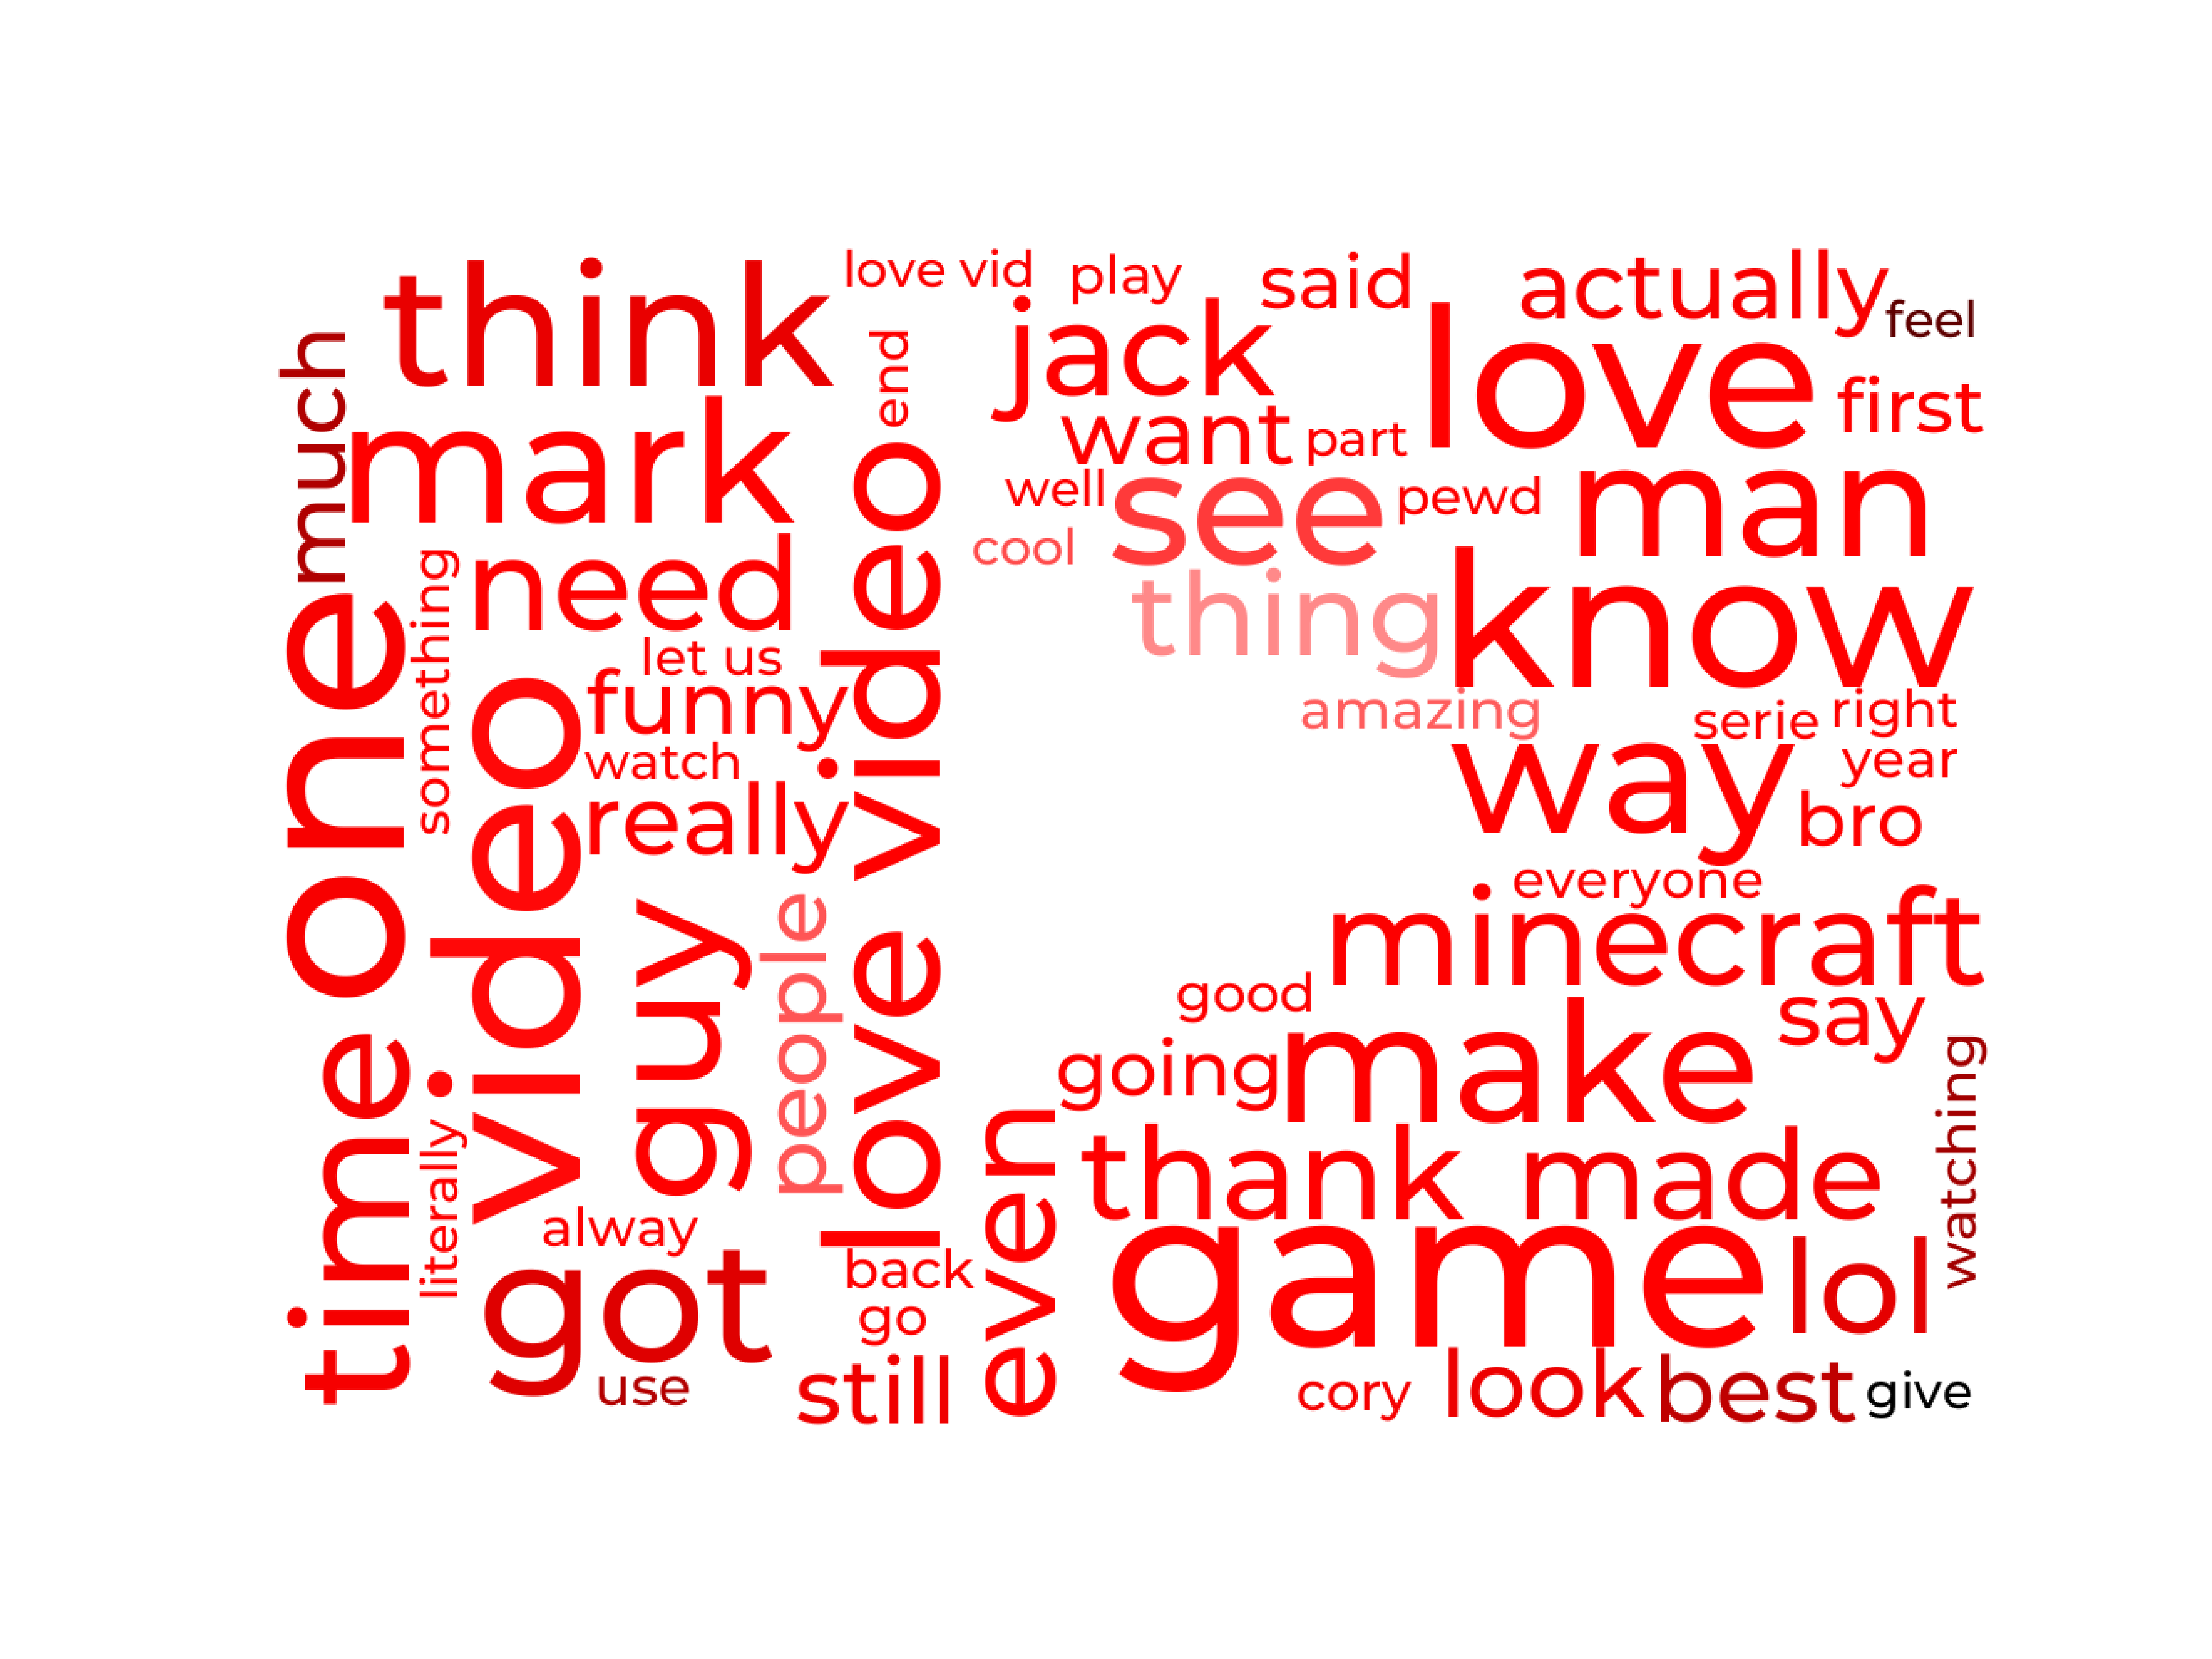 think
love vid
play
said
actually
feel
much
end
jack
love
first
mark
want
part
well
see
pewd
man
cool
need
something
thing
know
one
let us
funny
amazing
serie
right
video
watch
way
year
really
bro
love video
everyone
guy
people
minecraft
good
say
time
going
make
watching
literally
even
thank
made
alway
got
back
game
lol
go
use
still
cory
look
best
give